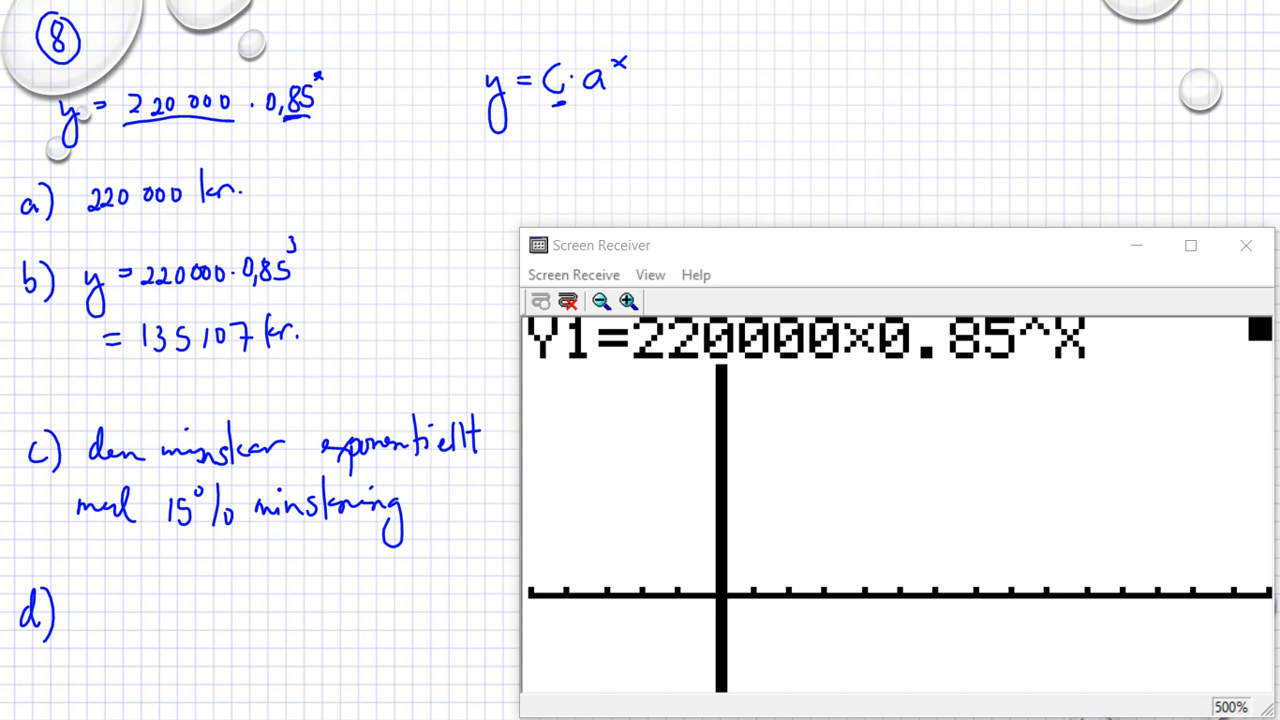 8
y = 220 000 · 0,85^x
y = C · a^x
a) 220 000 kr.
b) y = 220000 · 0,85^3
= 135 107 kr.
c) den minskar exponentiellt
med 15% minskning
d)
Screen Receiver
Screen Receive View Help
Y1=220000×0.85^X
500%